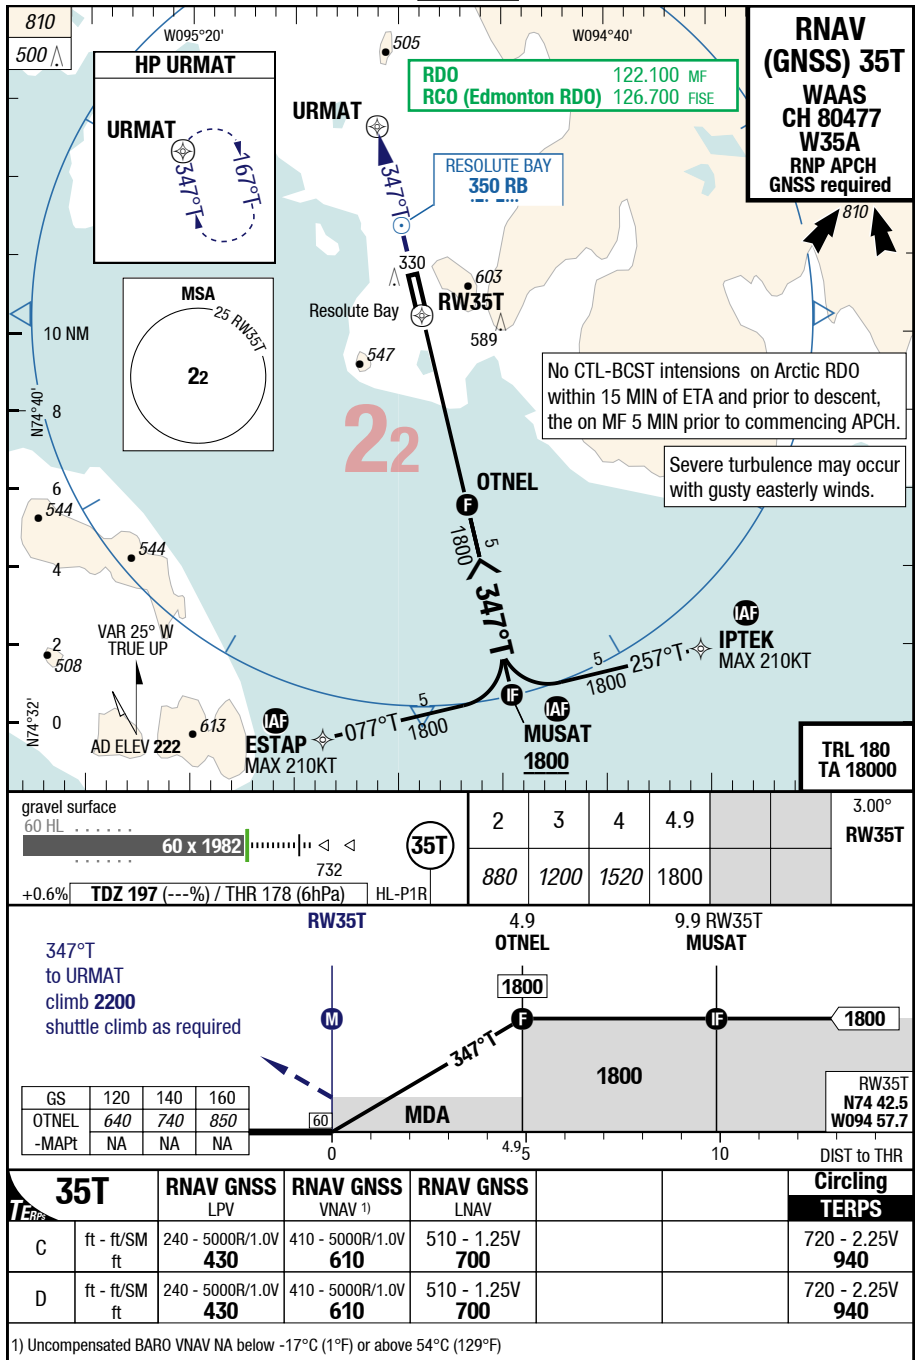 810
500
W095°20'
505
W094°40'
RNAV
(GNSS) 35T
WAAS
CH 80477
W35A
RNP APCH
GNSS required
HP URMAT
URMAT
347°T
167°T
RDO 122.100 MF
RCO (Edmonton RDO) 126.700 FISE
URMAT
347°T
RESOLUTE BAY
350 RB
810
330
603
RW35T
Resolute Bay
589
547
MSA
25 RW35T
22
10 NM
N74°40'
8
22
No CTL-BCST intensions on Arctic RDO
within 15 MIN of ETA and prior to descent,
the on MF 5 MIN prior to commencing APCH.
Severe turbulence may occur
with gusty easterly winds.
6
544
OTNEL
F
5
1800
544
4
347°T
VAR 25° W
TRUE UP
2
508
IAF
IPTEK
MAX 210KT
257°T
5
1800
IF
IAF
MUSAT
1800
5
077°T
1800
IAF
ESTAP
MAX 210KT
N74°32'
0
613
AD ELEV 222
TRL 180
TA 18000
gravel surface
60 HL
60 x 1982
732
35T
+0.6% TDZ 197 (---%) / THR 178 (6hPa) HL-P1R
2 3 4 4.9 3.00°
RW35T
880 1200 1520 1800
RW35T
4.9
OTNEL
9.9 RW35T
MUSAT
347°T
to URMAT
climb 2200
shuttle climb as required
1800
M
F
IF
1800
347°T
1800
GS 120 140 160
OTNEL 640 740 850
-MAPt NA NA NA
60
MDA
RW35T
N74 42.5
W094 57.7
0 4.9 5 10 DIST to THR
TERPS
35T
RNAV GNSS
LPV
RNAV GNSS
VNAV 1)
RNAV GNSS
LNAV
Circling
TERPS
C ft - ft/SM 240 - 5000R/1.0V 410 - 5000R/1.0V 510 - 1.25V 720 - 2.25V
ft 430 610 700 940
D ft - ft/SM 240 - 5000R/1.0V 410 - 5000R/1.0V 510 - 1.25V 720 - 2.25V
ft 430 610 700 940
1) Uncompensated BARO VNAV NA below -17°C (1°F) or above 54°C (129°F)